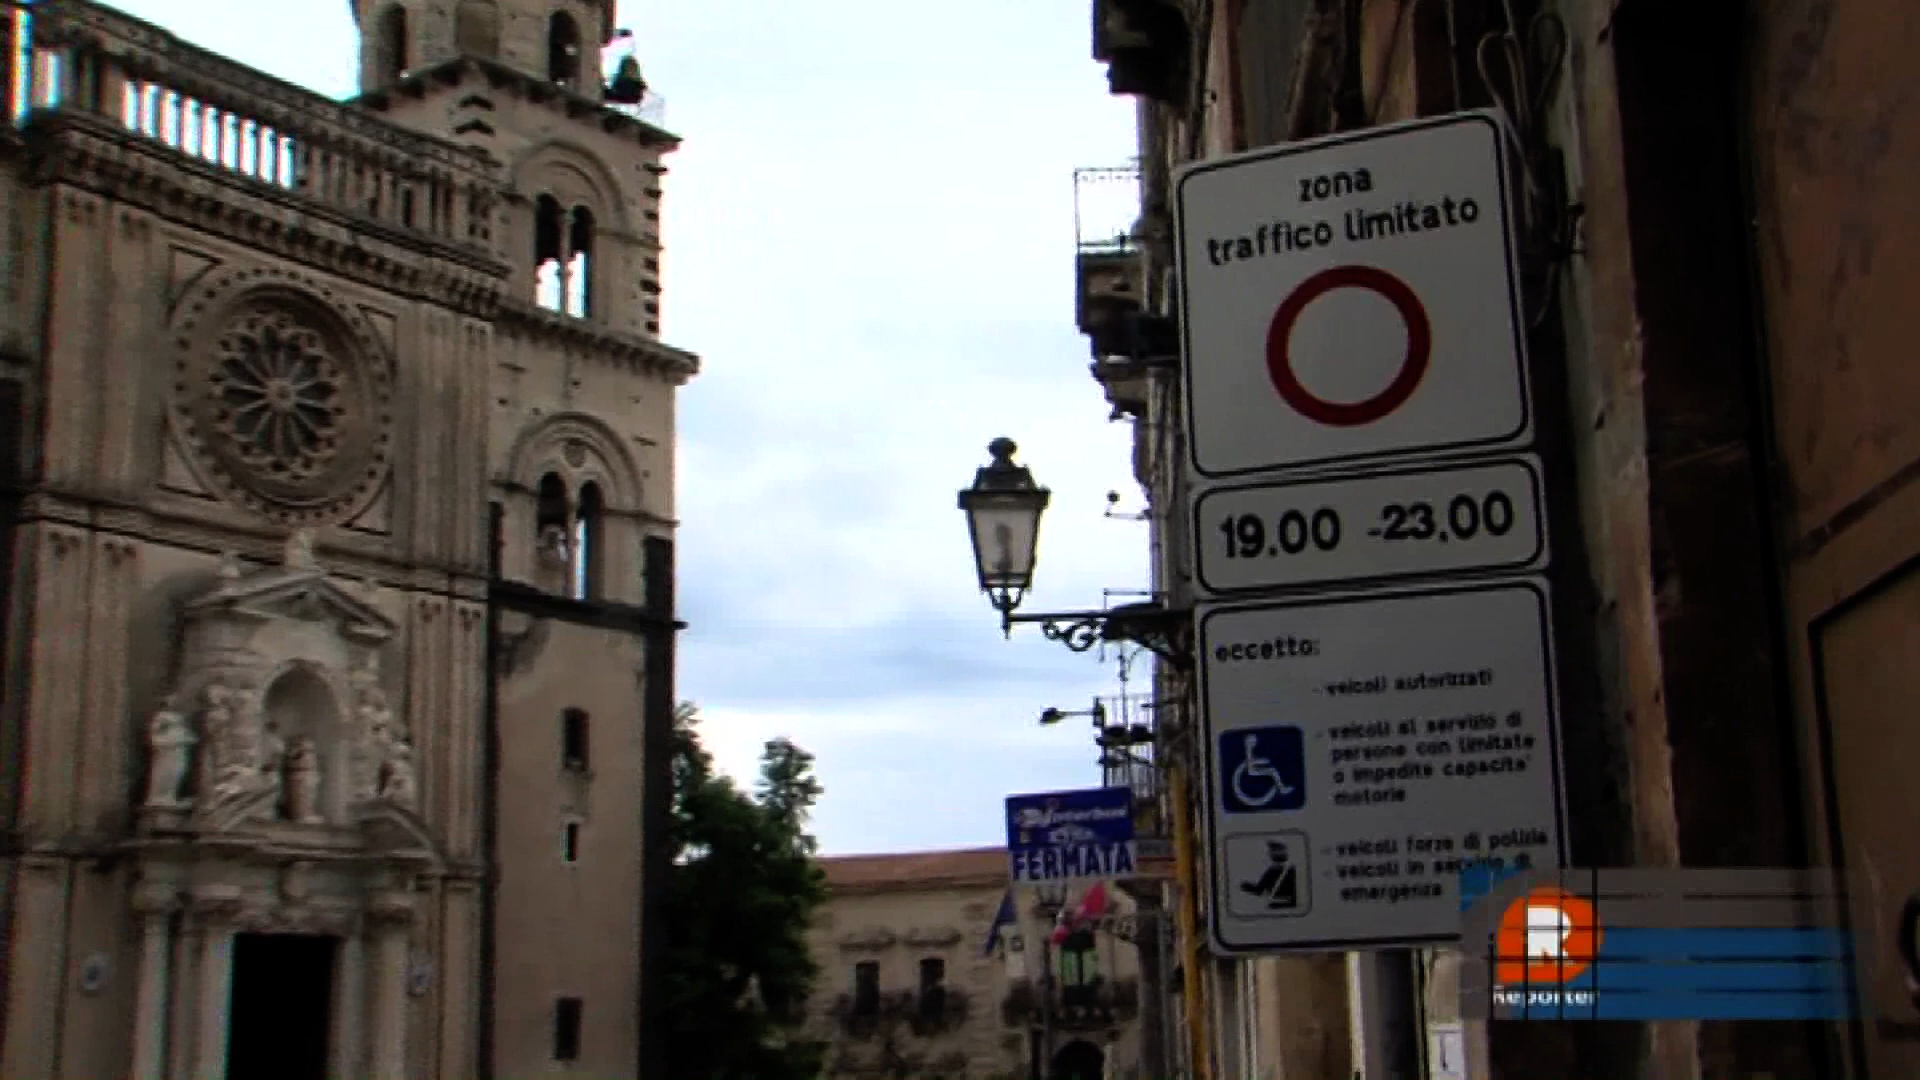 zona
traffico limitato
19.00 - 23.00
eccetto:
- veicoli autorizzati
- veicoli al servizio di
persone con limitate
o impedite capacita'
motorie
- veicoli forze di polizia
- veicoli in servizio di
emergenza
FERMATA
R
Reporter